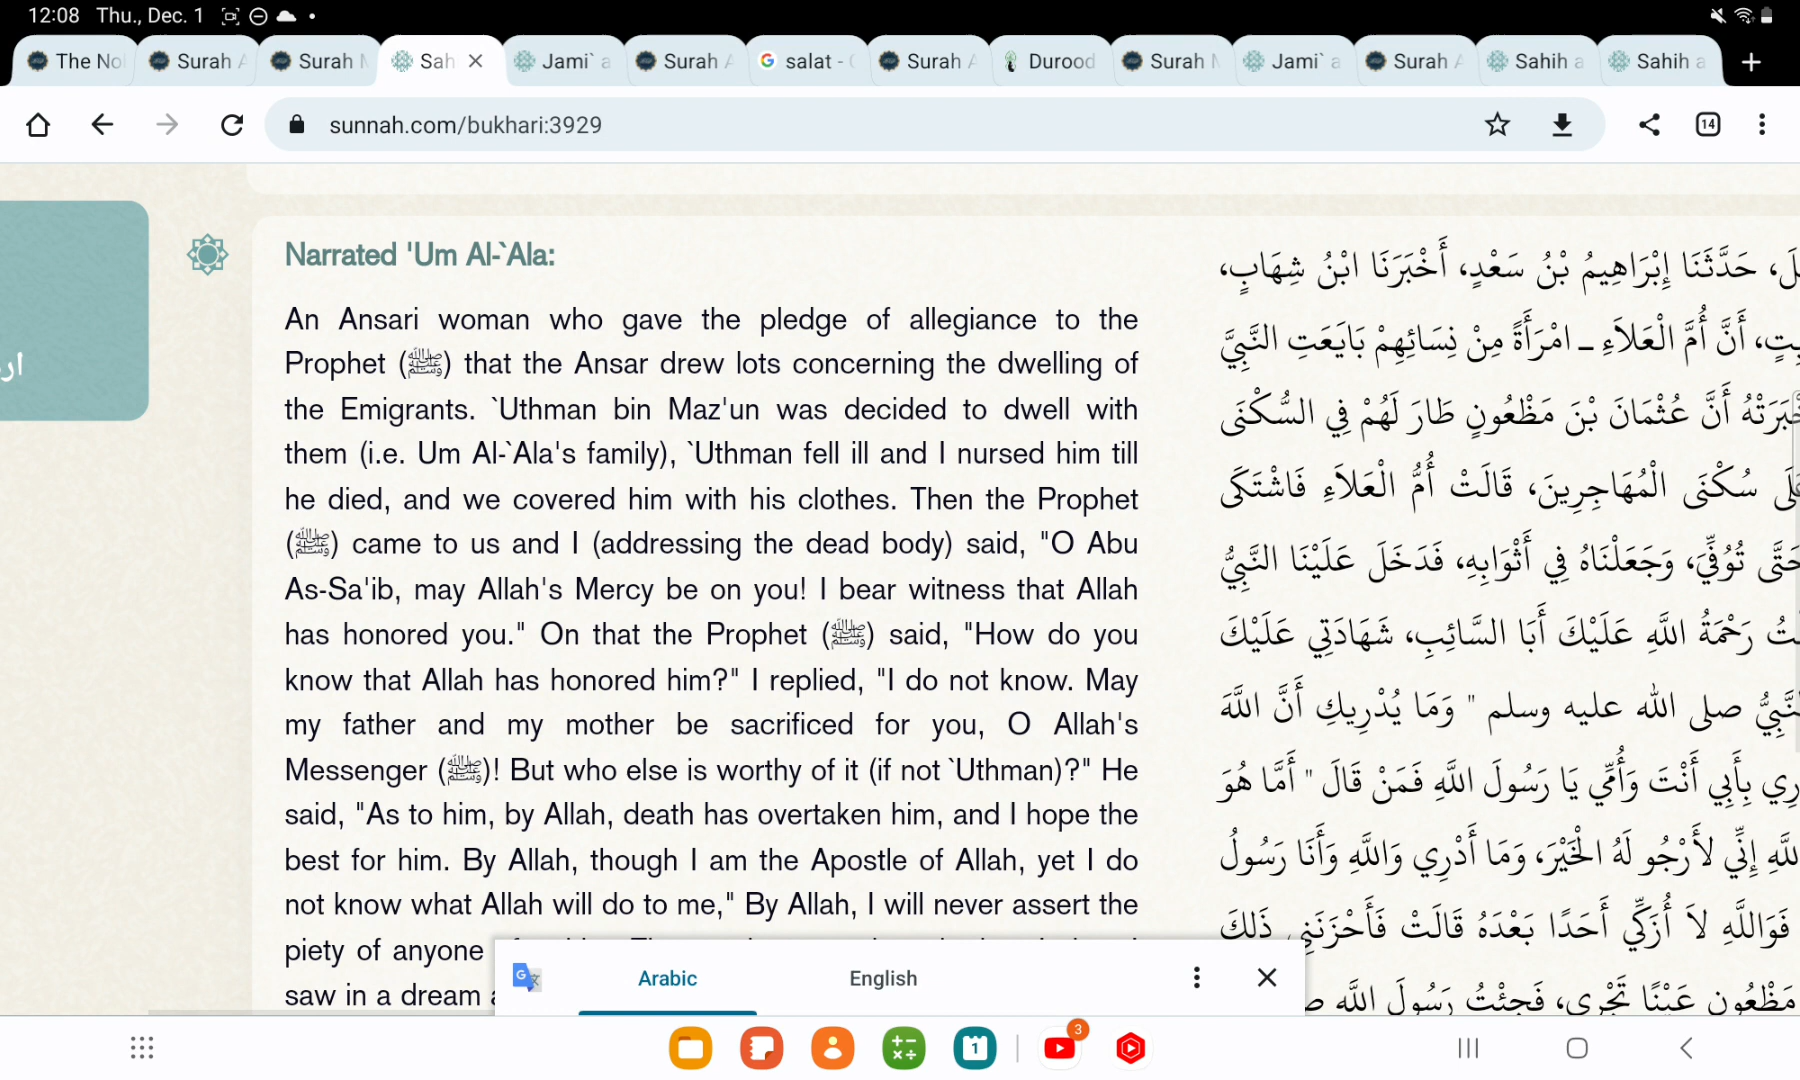 12:08 Thu., Dec. 1
The No
Surah A
Surah M
Sah
Jami` a
Surah A
salat -
Surah A
Durood
Surah M
Jami` a
Surah A
Sahih a
Sahih a
sunnah.com/bukhari:3929
14
Narrated 'Um Al-`Ala:
An Ansari woman who gave the pledge of allegiance to the
Prophet (ﷺ) that the Ansar drew lots concerning the dwelling of
the Emigrants. `Uthman bin Maz'un was decided to dwell with
them (i.e. Um Al-`Ala's family), `Uthman fell ill and I nursed him till
he died, and we covered him with his clothes. Then the Prophet
(ﷺ) came to us and I (addressing the dead body) said, "O Abu
As-Sa'ib, may Allah's Mercy be on you! I bear witness that Allah
has honored you." On that the Prophet (ﷺ) said, "How do you
know that Allah has honored him?" I replied, "I do not know. May
my father and my mother be sacrificed for you, O Allah's
Messenger (ﷺ)! But who else is worthy of it (if not `Uthman)?" He
said, "As to him, by Allah, death has overtaken him, and I hope the
best for him. By Allah, though I am the Apostle of Allah, yet I do
not know what Allah will do to me," By Allah, I will never assert the
piety of anyone
saw in a dream
حَدَّثَنَا إِبْرَاهِيمُ بْنُ سَعْدٍ، أَخْبَرَنَا ابْنُ شِهَابٍ،
أَنَّ أُمَّ الْعَلاَءِ ـ امْرَأَةً مِنْ نِسَائِهِمْ بَايَعَتِ النَّبِيَّ
أَنَّ عُثْمَانَ بْنَ مَظْعُونٍ طَارَ لَهُمْ فِي السُّكْنَى
سُكْنَى الْمُهَاجِرِينَ، قَالَتْ أُمُّ الْعَلاَءِ فَاشْتَكَى
حَتَّى تُوُفِّيَ، وَجَعَلْنَاهُ فِي أَثْوَابِهِ، فَدَخَلَ عَلَيْنَا النَّبِيُّ
رَحْمَةُ اللَّهِ عَلَيْكَ أَبَا السَّائِبِ، شَهَادَتِي عَلَيْكَ
النَّبِيُّ صلى الله عليه وسلم " وَمَا يُدْرِيكِ أَنَّ اللَّهَ
بِأَبِي أَنْتَ وَأُمِّي يَا رَسُولَ اللَّهِ فَمَنْ قَالَ " أَمَّا هُوَ
إِنِّي لأَرْجُو لَهُ الْخَيْرَ، وَمَا أَدْرِي وَاللَّهِ وَأَنَا رَسُولُ
فَوَاللَّهِ لاَ أُزَكِّي أَحَدًا بَعْدَهُ قَالَتْ فَأَحْزَنَنِي ذَلِكَ
مَظْعُونٍ عَيْنًا تَجْرِي، فَجِئْتُ رَسُولَ اللَّهِ
Arabic English
1
3